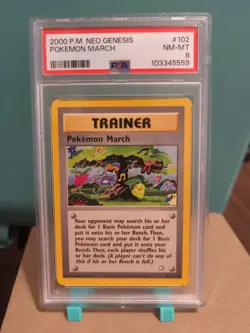 2000 P.M. NEO GENESIS #102
POKEMON MARCH NM-MT
8
PSA 103345559
TRAINER
Pokémon March
Your opponent may search his or her
deck for 1 Basic Pokémon card and
put it onto his or her Bench. Then,
you may search your deck for 1 Basic
Pokémon card and put it onto your
Bench. Then, each player shuffles his
or her deck. (A player can't do any of
this if his or her Bench is full.)